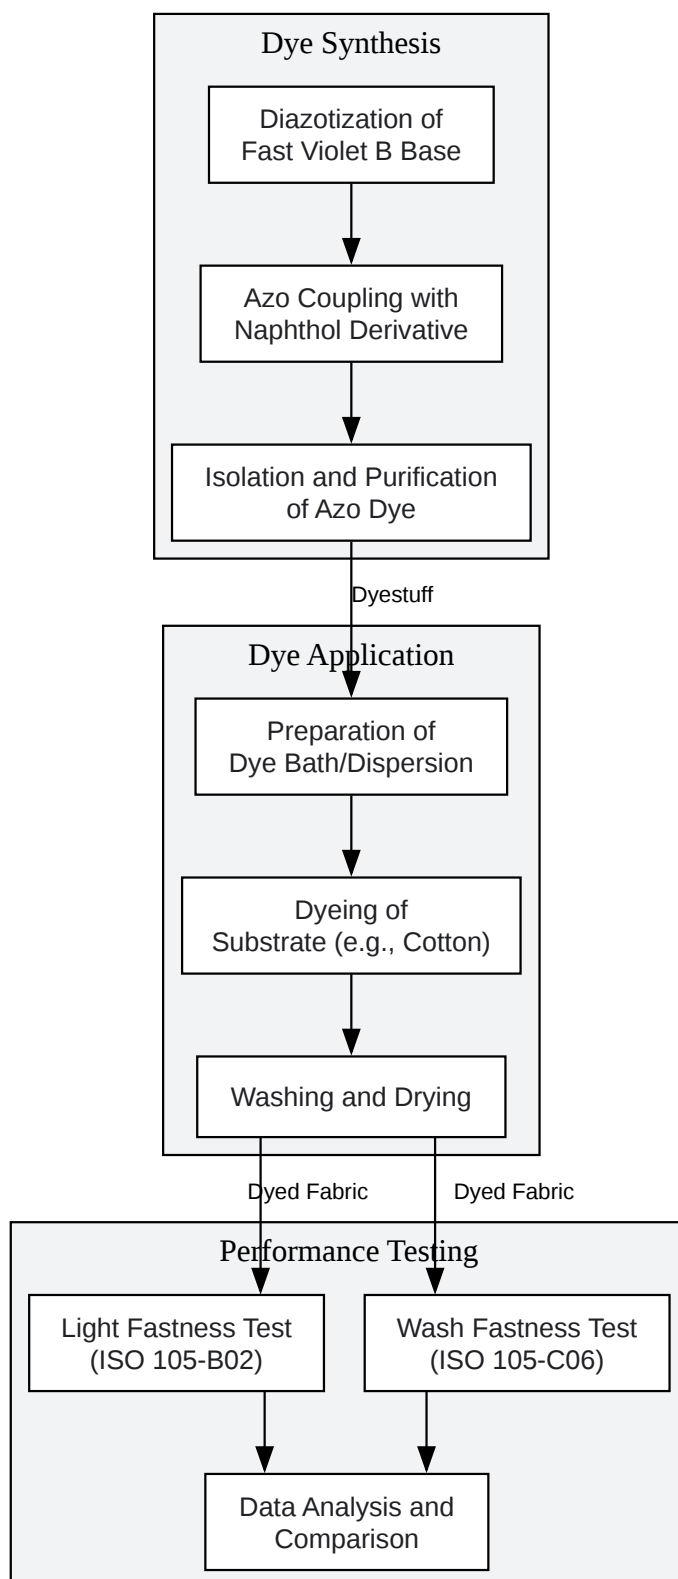 Dye Synthesis
Diazotization of
Fast Violet B Base
Azo Coupling with
Naphthol Derivative
Isolation and Purification
of Azo Dye
Dyestuff
Dye Application
Preparation of
Dye Bath/Dispersion
Dyeing of
Substrate (e.g., Cotton)
Washing and Drying
Dyed Fabric
Dyed Fabric
Performance Testing
Light Fastness Test
(ISO 105-B02)
Wash Fastness Test
(ISO 105-C06)
Data Analysis and
Comparison